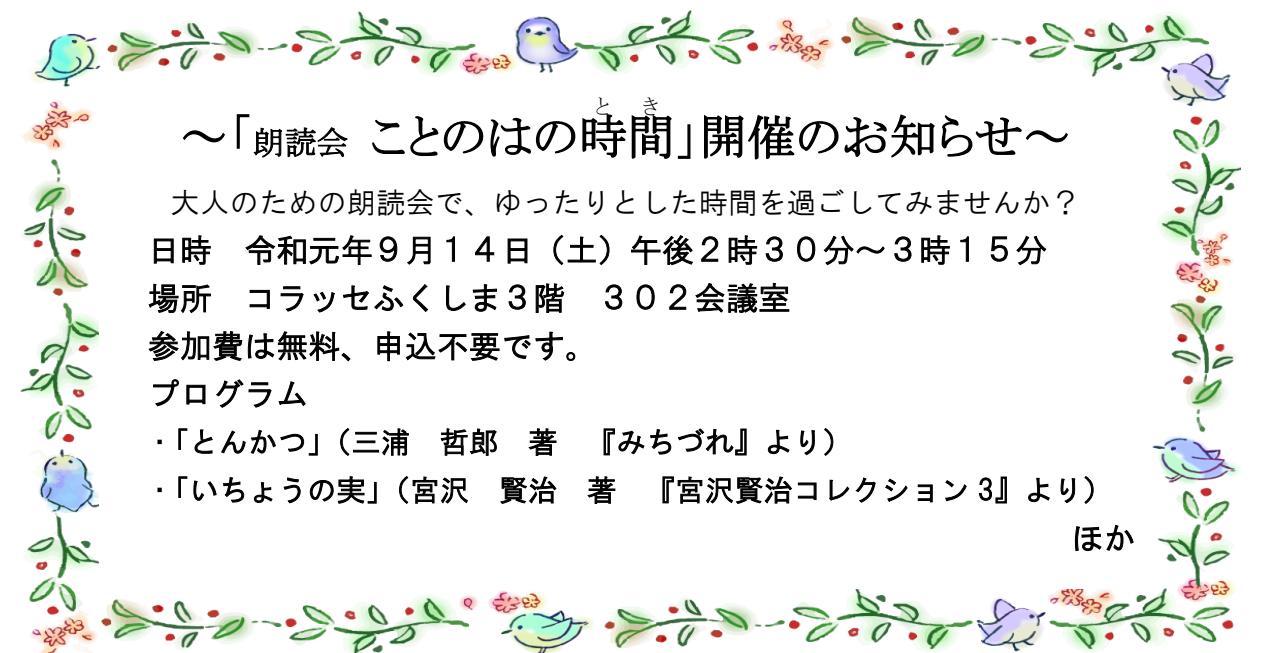 ～「朗読会 ことのはの時間」開催のお知らせ～
とき
大人のための朗読会で、ゆったりとした時間を過ごしてみませんか？
日時　令和元年９月１４日（土）午後２時３０分～３時１５分
場所　コラッセふくしま３階　３０２会議室
参加費は無料、申込不要です。
プログラム
・「とんかつ」（三浦　哲郎　著　『みちづれ』より）
・「いちょうの実」（宮沢　賢治　著　『宮沢賢治コレクション 3』より）
ほか